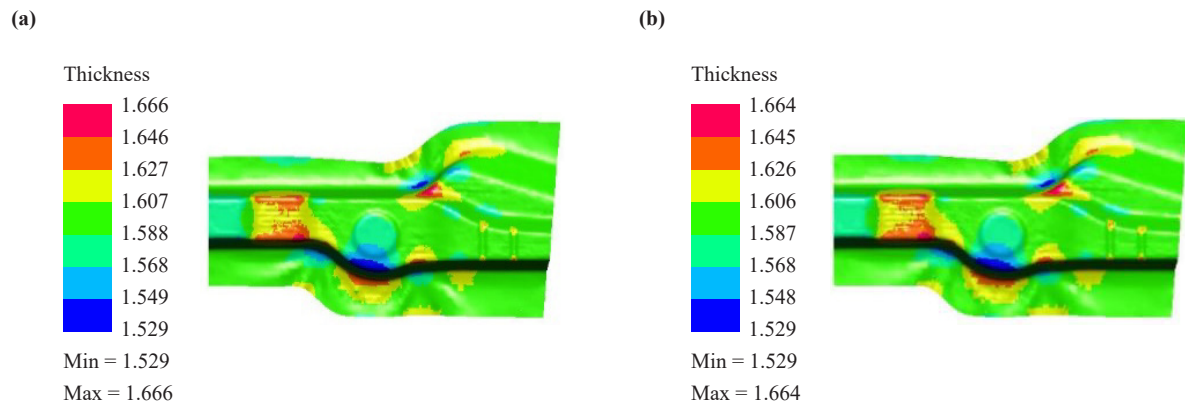 (a)
Thickness
1.666
1.646
1.627
1.607
1.588
1.568
1.549
1.529
Min = 1.529
Max = 1.666
(b)
Thickness
1.664
1.645
1.626
1.606
1.587
1.568
1.548
1.529
Min = 1.529
Max = 1.664